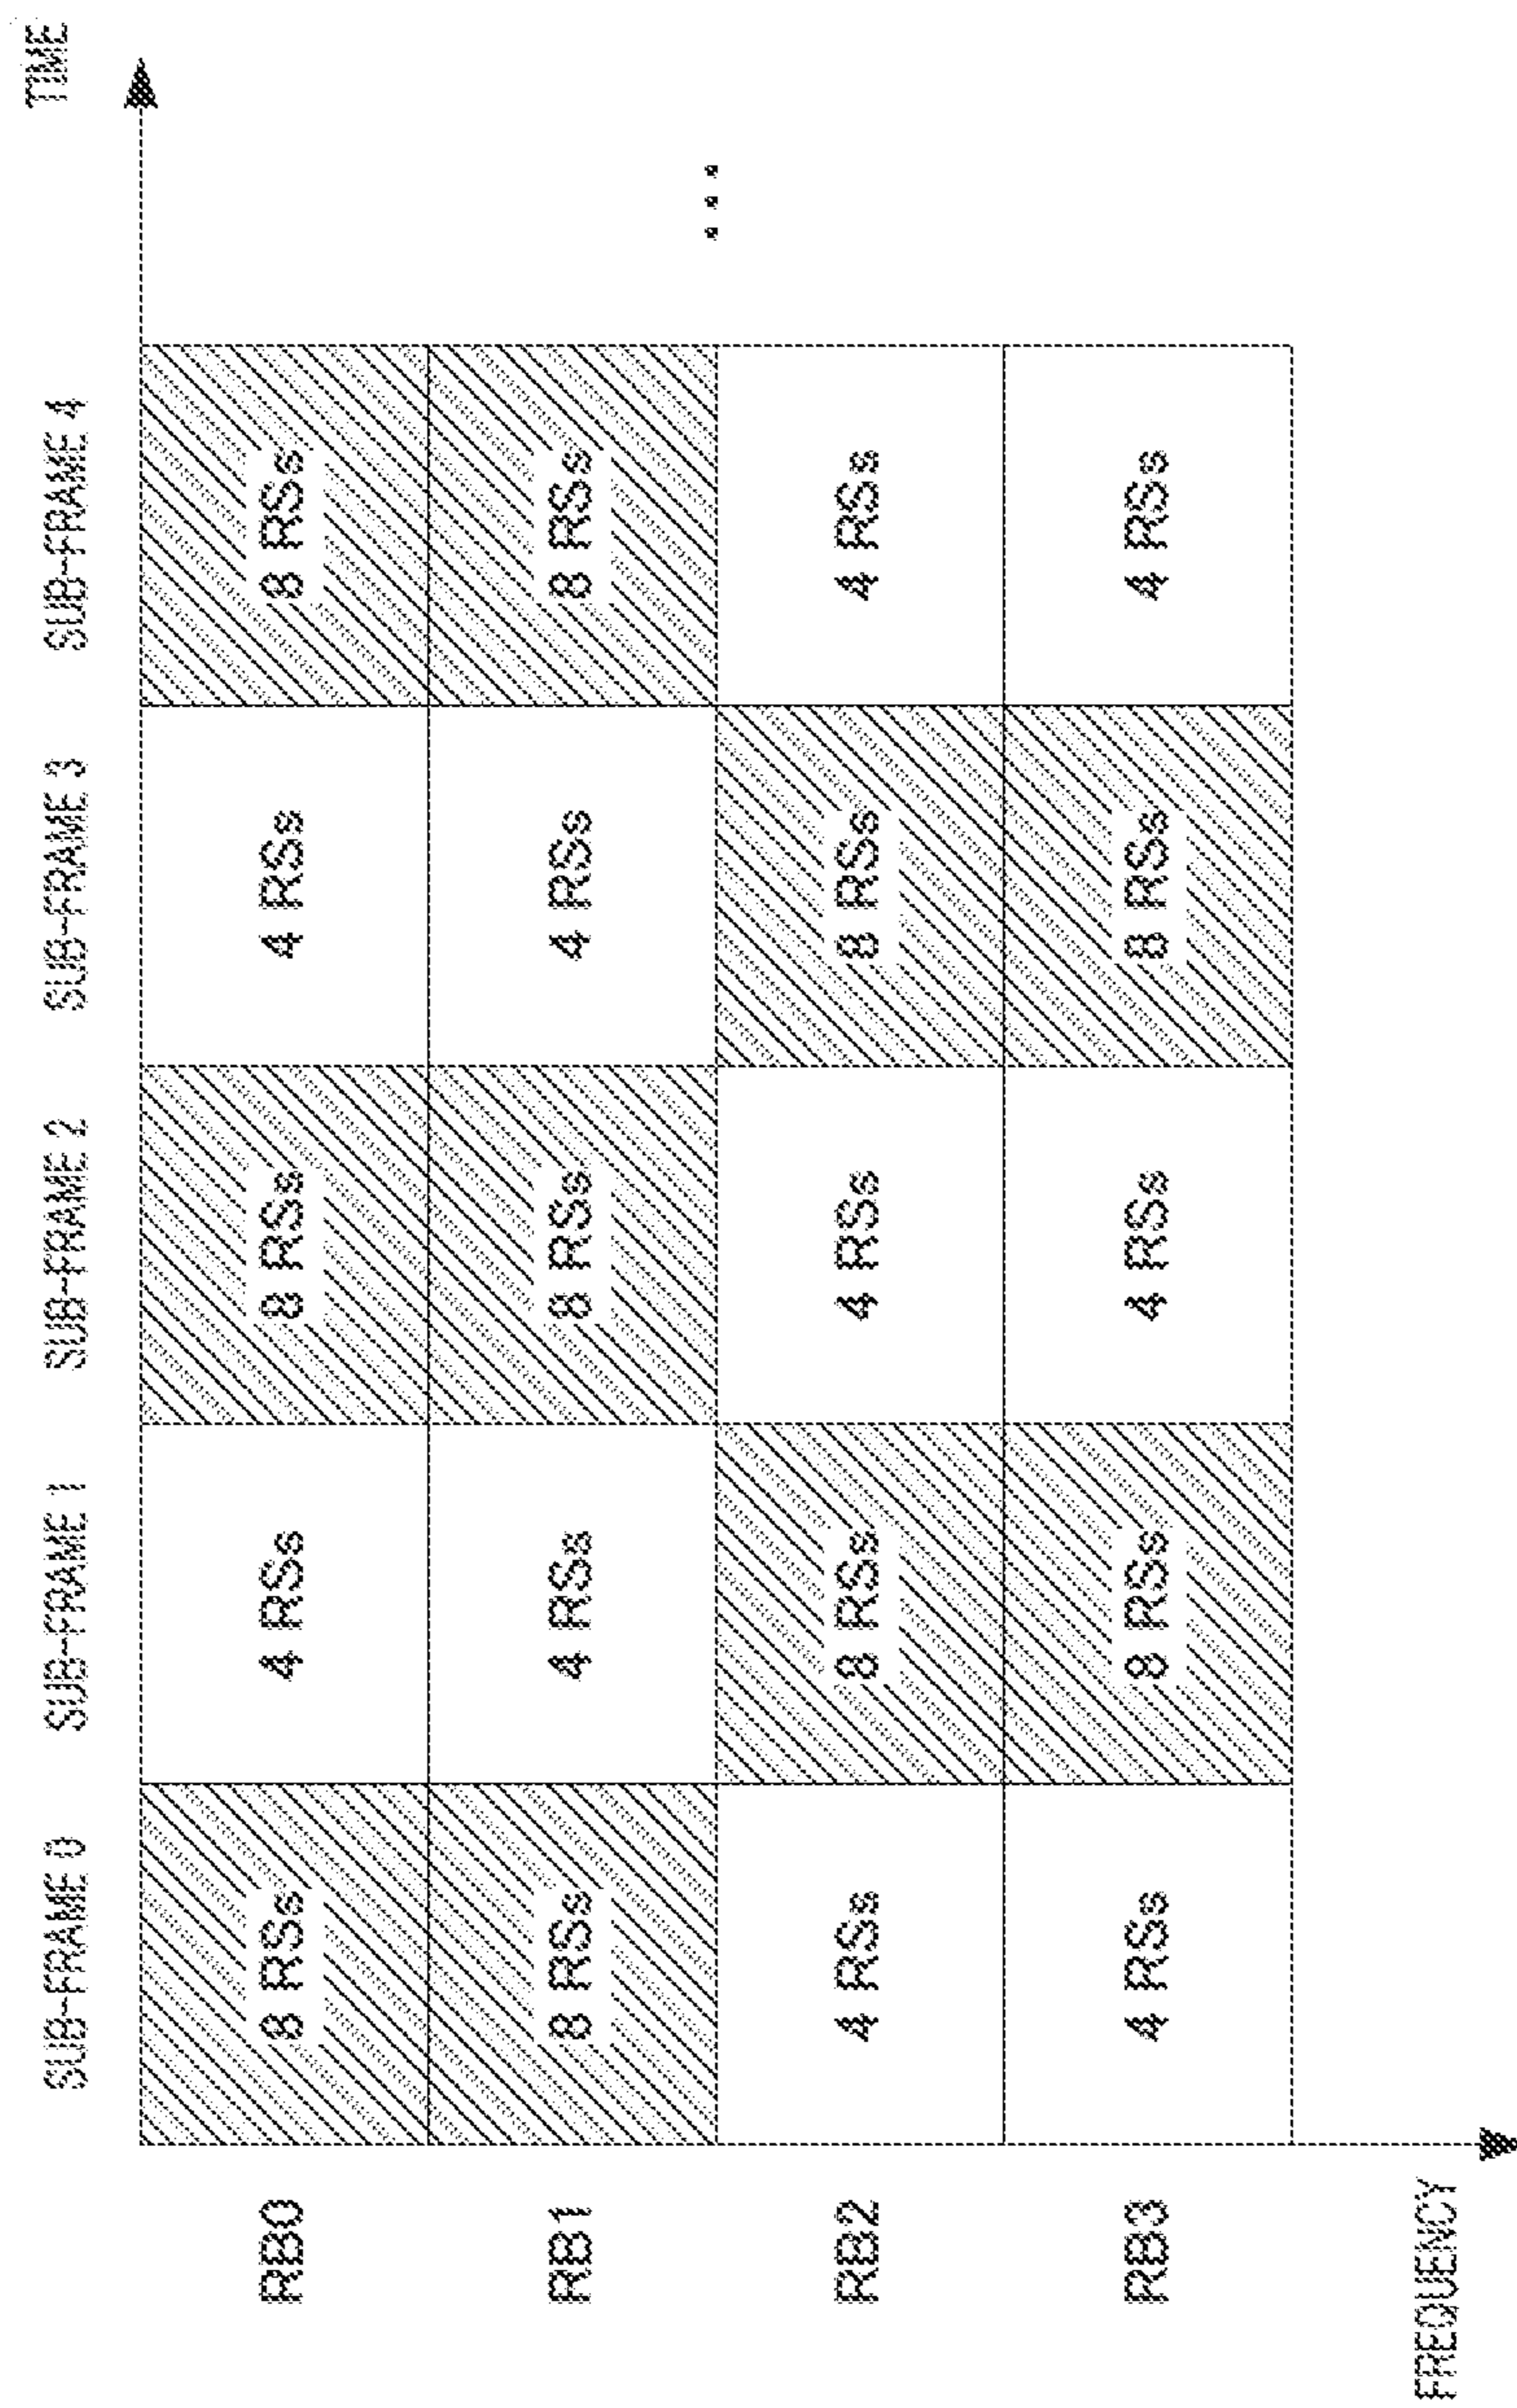 TIME
SUB-FRAME 0 SUB-FRAME 1 SUB-FRAME 2 SUB-FRAME 3 SUB-FRAME 4
RB0 8 RSs 4 RSs 8 RSs 4 RSs 8 RSs
RB1 8 RSs 4 RSs 8 RSs 4 RSs 8 RSs
...
RB2 4 RSs 8 RSs 4 RSs 8 RSs 4 RSs
RB3 4 RSs 8 RSs 4 RSs 8 RSs 4 RSs
FREQUENCY